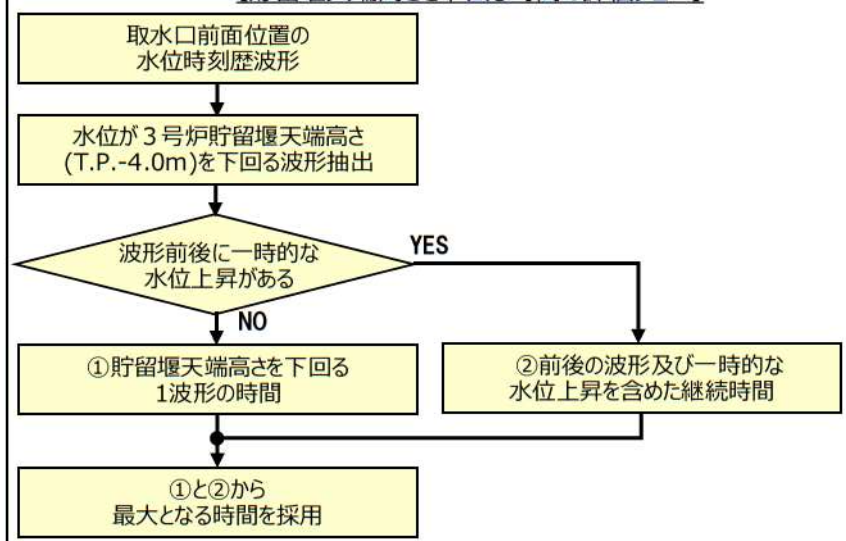 取水口前面位置の
水位時刻歴波形
水位が３号炉貯留堰天端高さ
(T.P.-4.0m)を下回る波形抽出
波形前後に一時的な
水位上昇がある
YES
NO
①貯留堰天端高さを下回る
1波形の時間
②前後の波形及び一時的な
水位上昇を含めた継続時間
①と②から
最大となる時間を採用